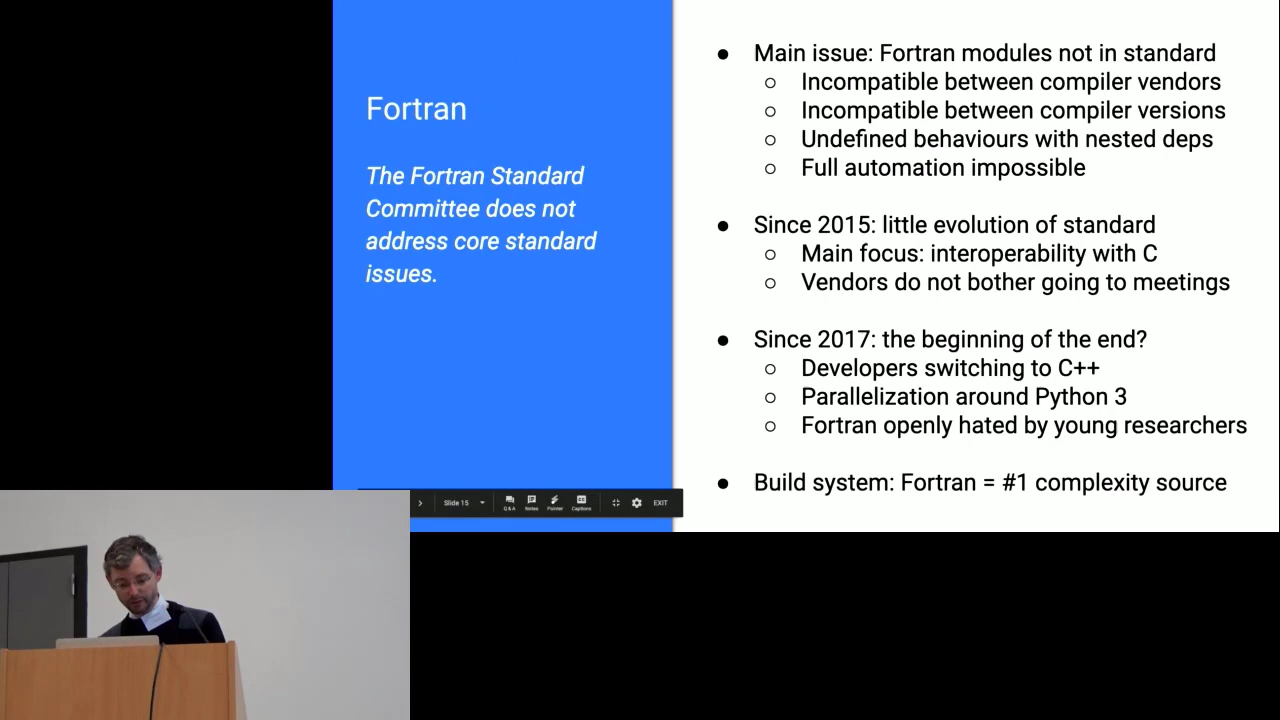 Fortran
The Fortran Standard
Committee does not
address core standard
issues.
● Main issue: Fortran modules not in standard
○ Incompatible between compiler vendors
○ Incompatible between compiler versions
○ Undefined behaviours with nested deps
○ Full automation impossible
● Since 2015: little evolution of standard
○ Main focus: interoperability with C
○ Vendors do not bother going to meetings
● Since 2017: the beginning of the end?
○ Developers switching to C++
○ Parallelization around Python 3
○ Fortran openly hated by young researchers
● Build system: Fortran = #1 complexity source
Slide 15
Q&A Notes Pointer Captions
EXIT